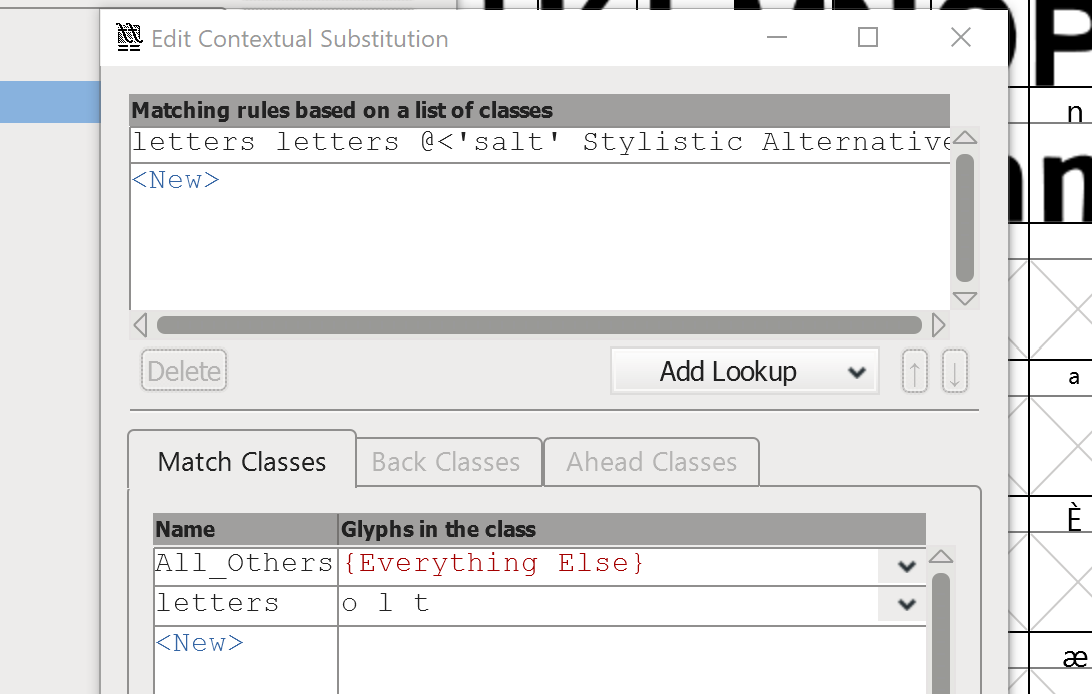 Edit Contextual Substitution
Matching rules based on a list of classes
letters letters @<'salt' Stylistic Alternative
<New>
Delete
Add Lookup
↑ ↓
Match Classes
Back Classes
Ahead Classes
Name
Glyphs in the class
All_Others
{Everything Else}
letters
o l t
<New>
P
n
n
a
È
æ